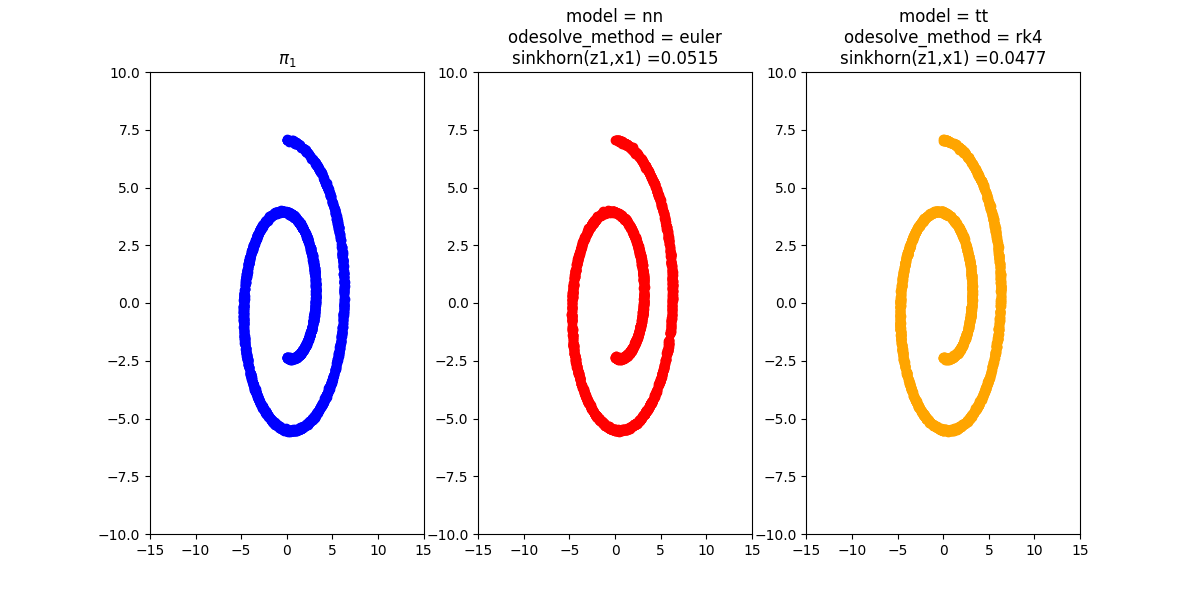 π₁
model = nn
odesolve_method = euler
sinkhorn(z1,x1) =0.0515
model = tt
odesolve_method = rk4
sinkhorn(z1,x1) =0.0477
10.0
7.5
5.0
2.5
0.0
−2.5
−5.0
−7.5
−10.0
−15 −10 −5 0 5 10 15
10.0
7.5
5.0
2.5
0.0
−2.5
−5.0
−7.5
−10.0
−15 −10 −5 0 5 10 15
10.0
7.5
5.0
2.5
0.0
−2.5
−5.0
−7.5
−10.0
−15 −10 −5 0 5 10 15